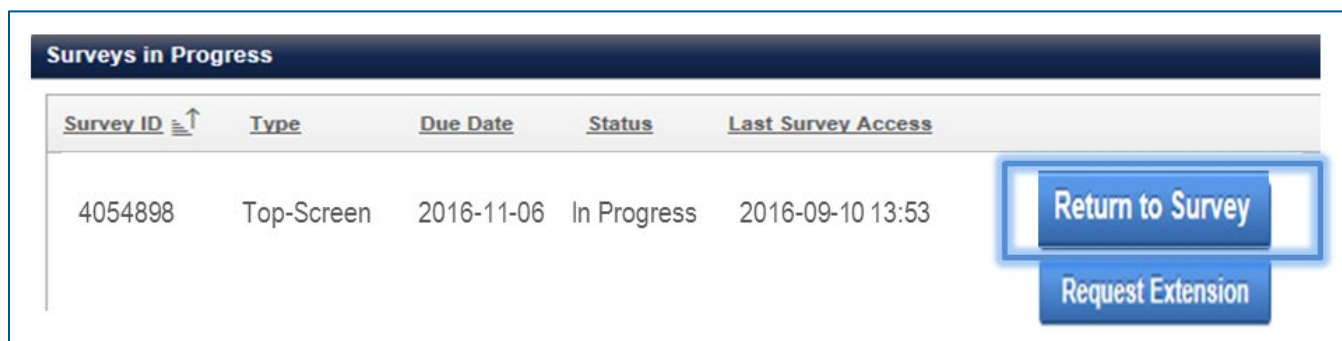 Surveys in Progress
Survey ID Type Due Date Status Last Survey Access
4054898 Top-Screen 2016-11-06 In Progress 2016-09-10 13:53 Return to Survey
Request Extension